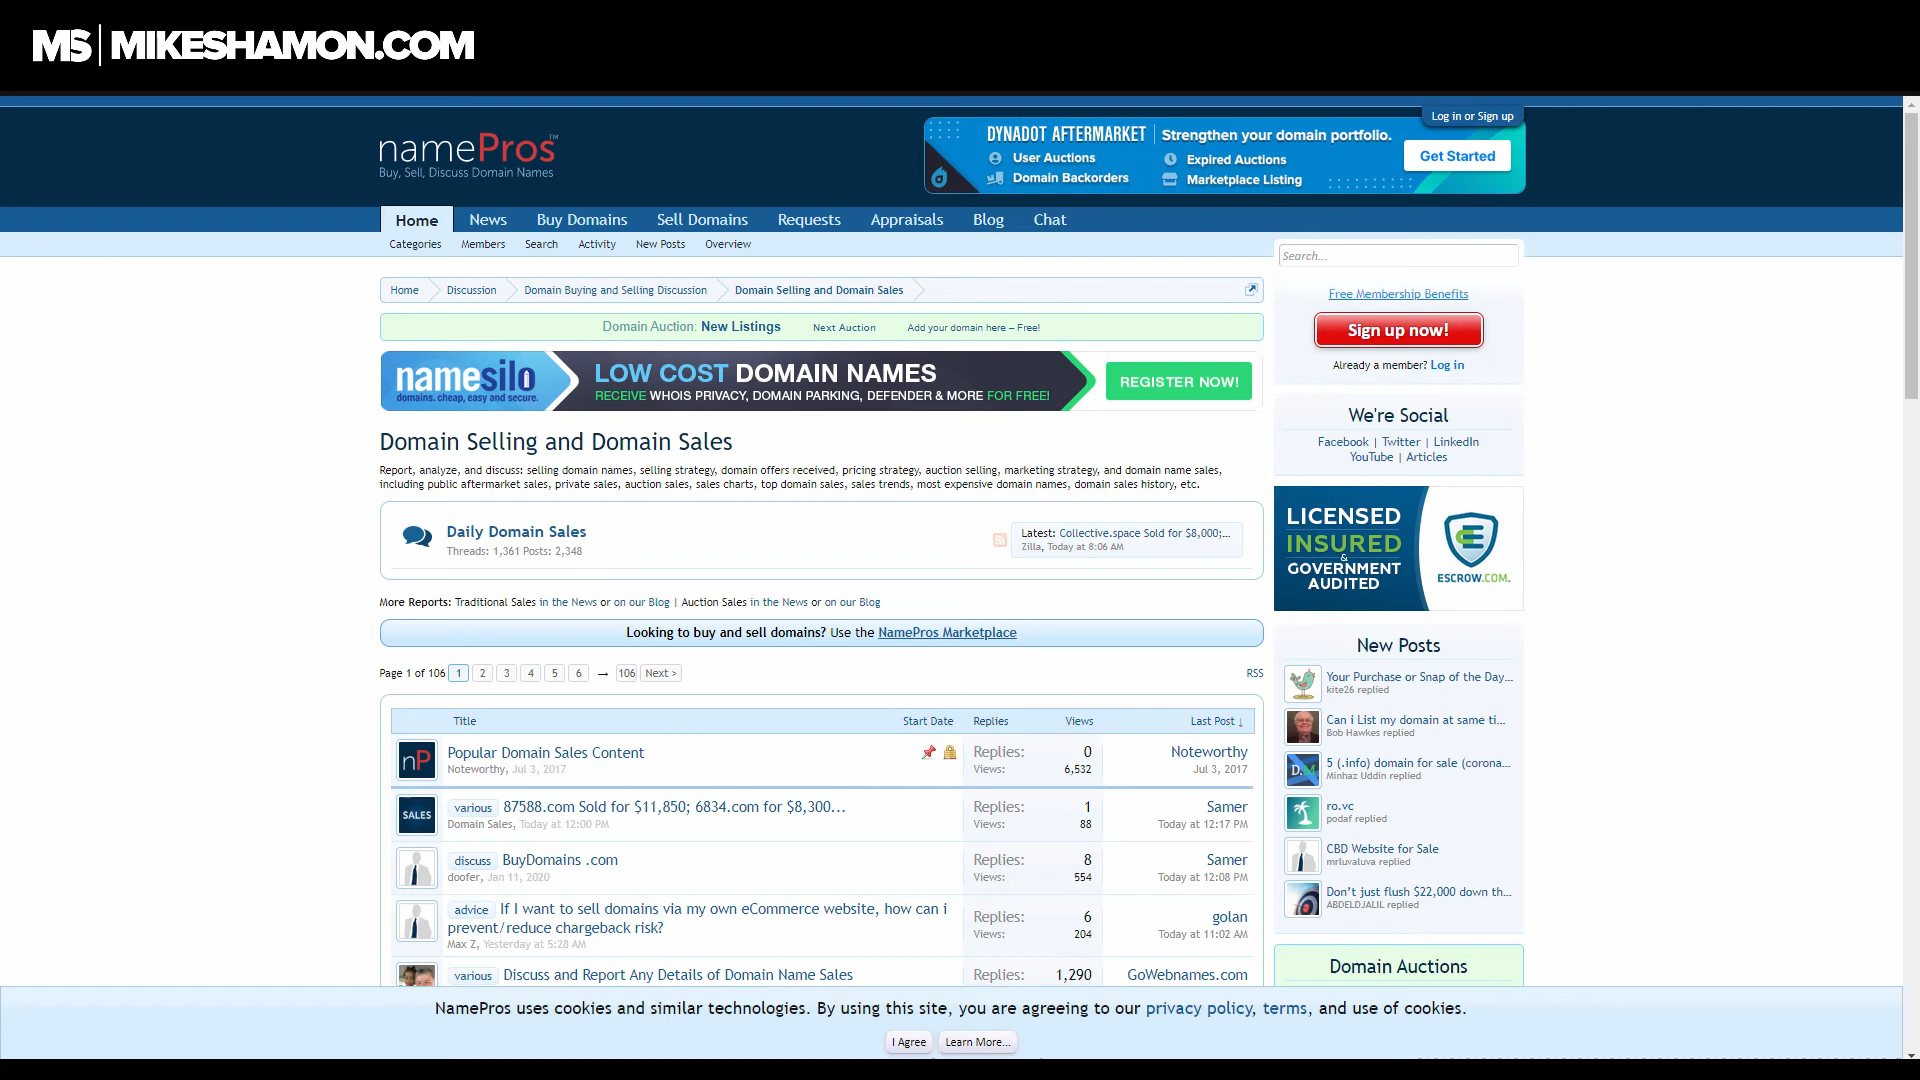 MS | MIKESHAMON.COM
Log in or Sign up
namePros™
Buy, Sell, Discuss Domain Names
DYNADOT AFTERMARKET
User Auctions
Domain Backorders
Strengthen your domain portfolio.
Expired Auctions
Marketplace Listing
Get Started
Home News Buy Domains Sell Domains Requests Appraisals Blog Chat
Categories Members Search Activity New Posts Overview
Search...
Home Discussion Domain Buying and Selling Discussion Domain Selling and Domain Sales
Domain Auction: New Listings Next Auction Add your domain here – Free!
namesilo
domains. cheap, easy and secure.
LOW COST DOMAIN NAMES
RECEIVE WHOIS PRIVACY, DOMAIN PARKING, DEFENDER & MORE FOR FREE!
REGISTER NOW!
Domain Selling and Domain Sales
Report, analyze, and discuss: selling domain names, selling strategy, domain offers received, pricing strategy, auction selling, marketing strategy, and domain name sales,
including public aftermarket sales, private sales, auction sales, sales charts, top domain sales, sales trends, most expensive domain names, domain sales history, etc.
Daily Domain Sales
Threads: 1,361 Posts: 2,348
Latest: Collective.space Sold for $8,000;...
Zilla, Today at 8:06 AM
More Reports: Traditional Sales in the News or on our Blog | Auction Sales in the News or on our Blog
Looking to buy and sell domains? Use the NamePros Marketplace
Page 1 of 106 1 2 3 4 5 6 → 106 Next >
RSS
Title Start Date Replies Views Last Post ↓
nP
Popular Domain Sales Content
Noteworthy, Jul 3, 2017
Replies: 0
Views: 6,532
Noteworthy
Jul 3, 2017
SALES
various 87588.com Sold for $11,850; 6834.com for $8,300...
Domain Sales, Today at 12:00 PM
Replies: 1
Views: 88
Samer
Today at 12:17 PM
discuss BuyDomains .com
doofer, Jan 11, 2020
Replies: 8
Views: 554
Samer
Today at 12:08 PM
advice If I want to sell domains via my own eCommerce website, how can i
prevent/reduce chargeback risk?
Max Z, Yesterday at 5:28 AM
Replies: 6
Views: 204
golan
Today at 11:02 AM
various Discuss and Report Any Details of Domain Name Sales
Replies: 1,290
GoWebnames.com
Free Membership Benefits
Sign up now!
Already a member? Log in
We're Social
Facebook | Twitter | LinkedIn
YouTube | Articles
LICENSED
INSURED
&
GOVERNMENT
AUDITED
ESCROW.COM
New Posts
Your Purchase or Snap of the Day...
kite26 replied
Can i List my domain at same ti...
Bob Hawkes replied
5 (.info) domain for sale (corona...
Minhaz Uddin replied
ro.vc
podaf replied
CBD Website for Sale
mrluvaluva replied
Don't just flush $22,000 down th...
ABDELDJALIL replied
Domain Auctions
NamePros uses cookies and similar technologies. By using this site, you are agreeing to our privacy policy, terms, and use of cookies.
I Agree Learn More...